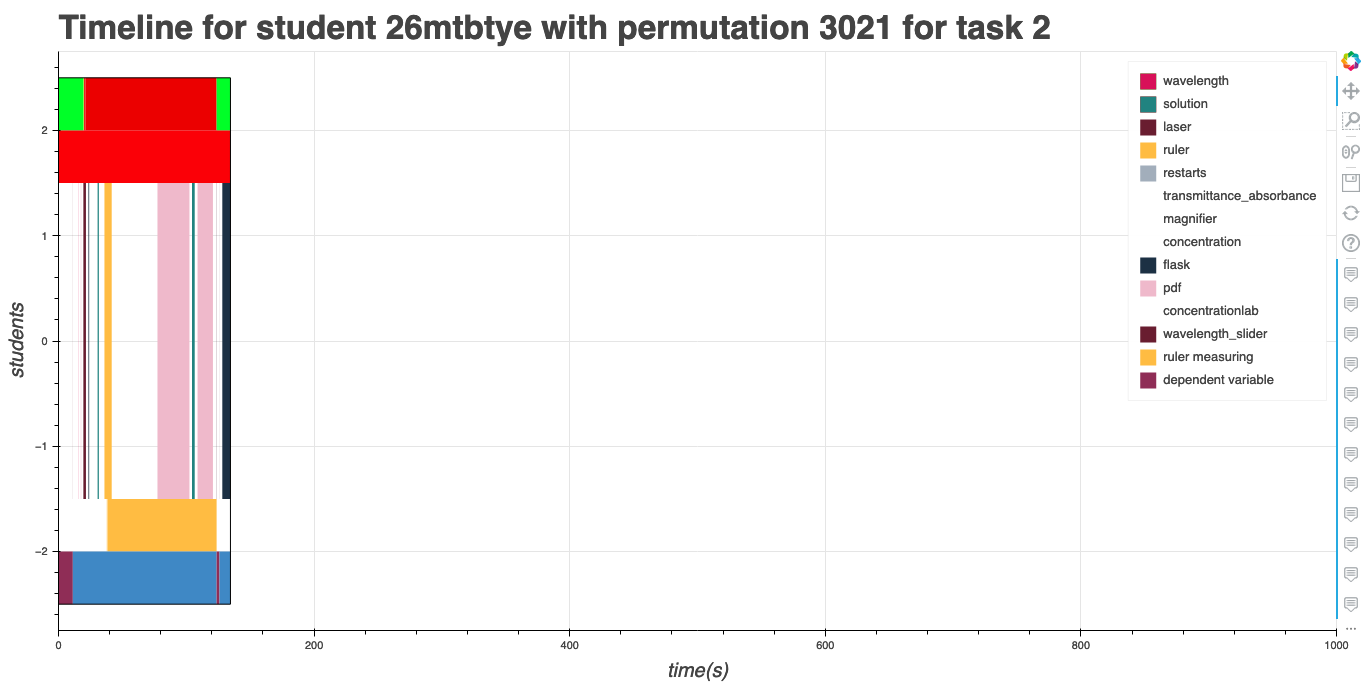 Timeline for student 26mtbtye with permutation 3021 for task 2
wavelength
solution
laser
ruler
restarts
transmittance_absorbance
magnifier
concentration
flask
pdf
concentrationlab
wavelength_slider
ruler measuring
dependent variable
students
2
1
0
−1
−2
0 200 400 600 800 1000
time(s)